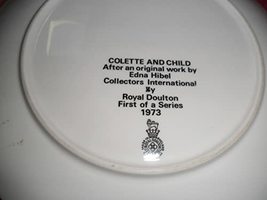 COLETTE AND CHILD
After an original work by
Edna Hibel
Collectors International
By
Royal Doulton
First of a Series
1973